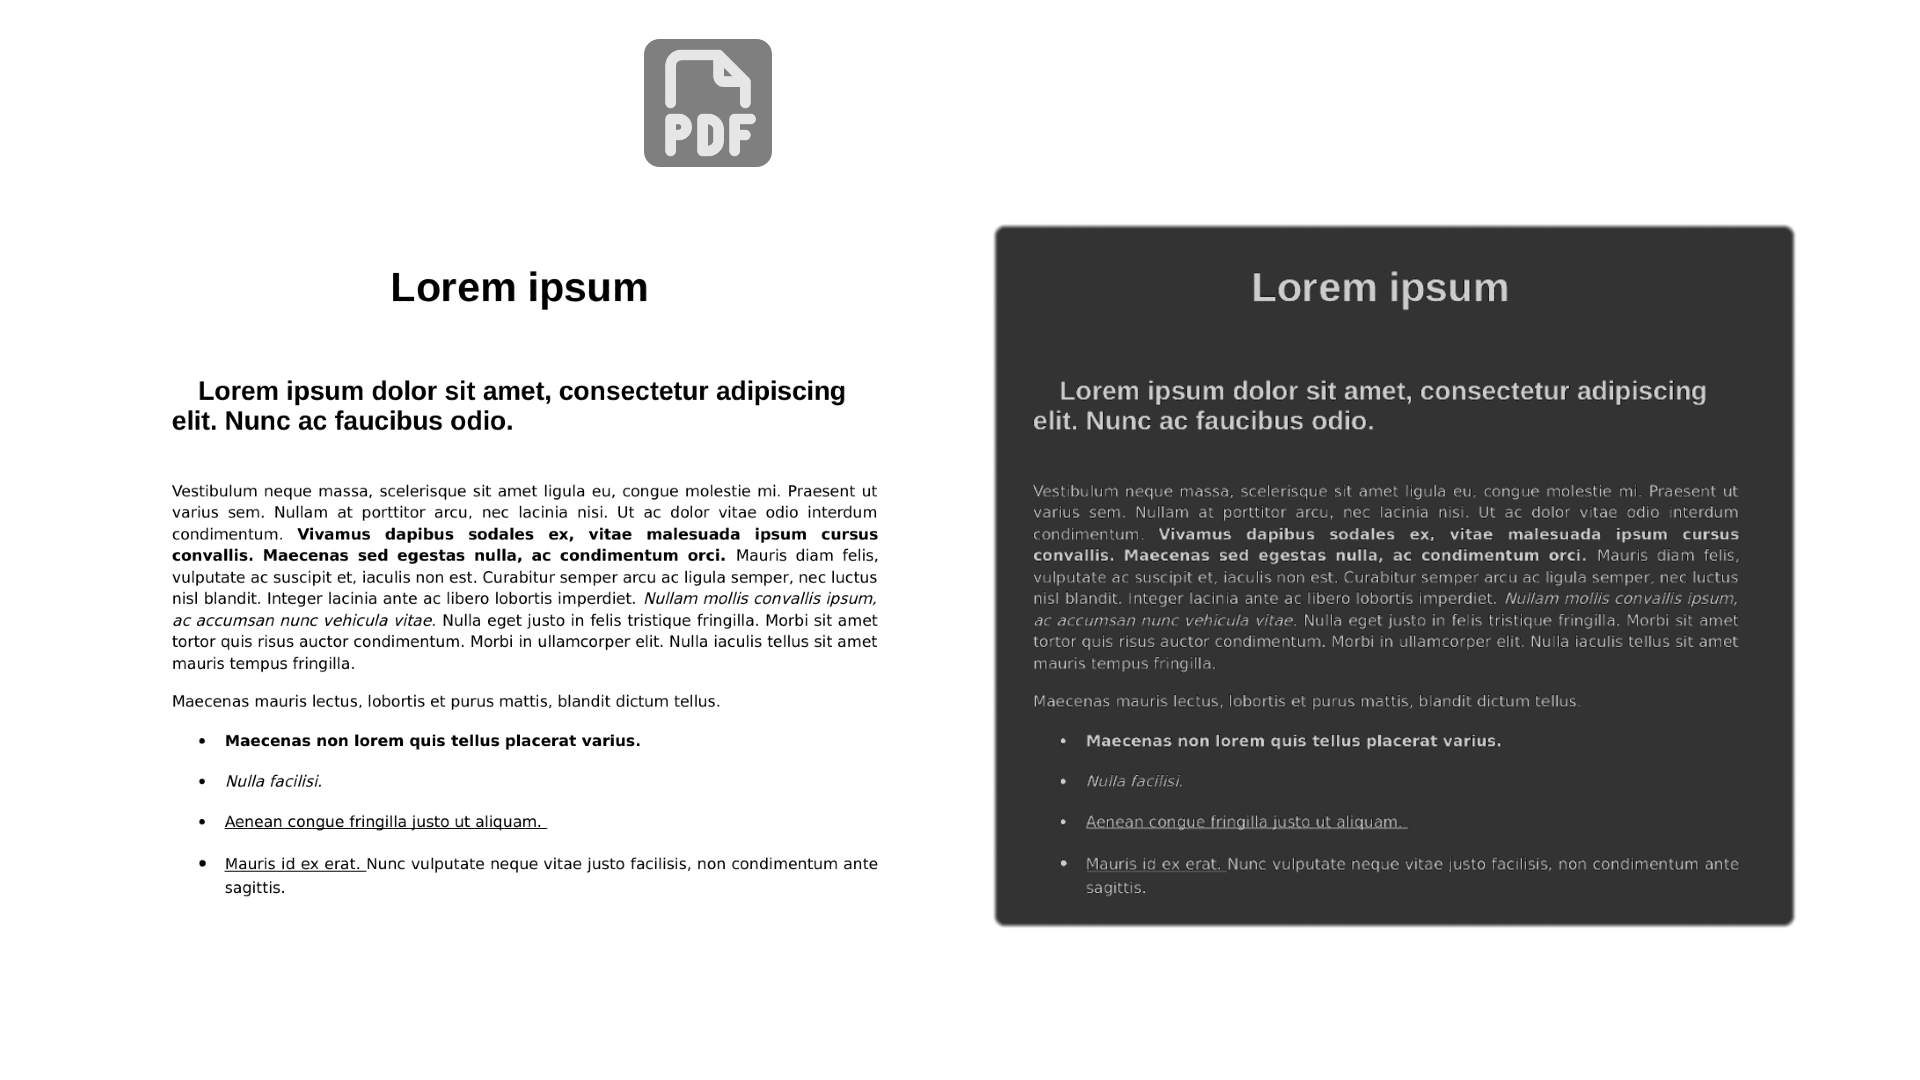 PDF
Lorem ipsum
Lorem ipsum dolor sit amet, consectetur adipiscing
elit. Nunc ac faucibus odio.
Vestibulum neque massa, scelerisque sit amet ligula eu, congue molestie mi. Praesent ut
varius sem. Nullam at porttitor arcu, nec lacinia nisi. Ut ac dolor vitae odio interdum
condimentum. Vivamus dapibus sodales ex, vitae malesuada ipsum cursus
convallis. Maecenas sed egestas nulla, ac condimentum orci. Mauris diam felis,
vulputate ac suscipit et, iaculis non est. Curabitur semper arcu ac ligula semper, nec luctus
nisl blandit. Integer lacinia ante ac libero lobortis imperdiet. Nullam mollis convallis ipsum,
ac accumsan nunc vehicula vitae. Nulla eget justo in felis tristique fringilla. Morbi sit amet
tortor quis risus auctor condimentum. Morbi in ullamcorper elit. Nulla iaculis tellus sit amet
mauris tempus fringilla.
Maecenas mauris lectus, lobortis et purus mattis, blandit dictum tellus.
• Maecenas non lorem quis tellus placerat varius.
• Nulla facilisi.
• Aenean congue fringilla justo ut aliquam.
• Mauris id ex erat. Nunc vulputate neque vitae justo facilisis, non condimentum ante
sagittis.
Lorem ipsum
Lorem ipsum dolor sit amet, consectetur adipiscing
elit. Nunc ac faucibus odio.
Vestibulum neque massa, scelerisque sit amet ligula eu, congue molestie mi. Praesent ut
varius sem. Nullam at porttitor arcu, nec lacinia nisi. Ut ac dolor vitae odio interdum
condimentum. Vivamus dapibus sodales ex, vitae malesuada ipsum cursus
convallis. Maecenas sed egestas nulla, ac condimentum orci. Mauris diam felis,
vulputate ac suscipit et, iaculis non est. Curabitur semper arcu ac ligula semper, nec luctus
nisl blandit. Integer lacinia ante ac libero lobortis imperdiet. Nullam mollis convallis ipsum,
ac accumsan nunc vehicula vitae. Nulla eget justo in felis tristique fringilla. Morbi sit amet
tortor quis risus auctor condimentum. Morbi in ullamcorper elit. Nulla iaculis tellus sit amet
mauris tempus fringilla.
Maecenas mauris lectus, lobortis et purus mattis, blandit dictum tellus.
• Maecenas non lorem quis tellus placerat varius.
• Nulla facilisi.
• Aenean congue fringilla justo ut aliquam.
• Mauris id ex erat. Nunc vulputate neque vitae justo facilisis, non condimentum ante
sagittis.